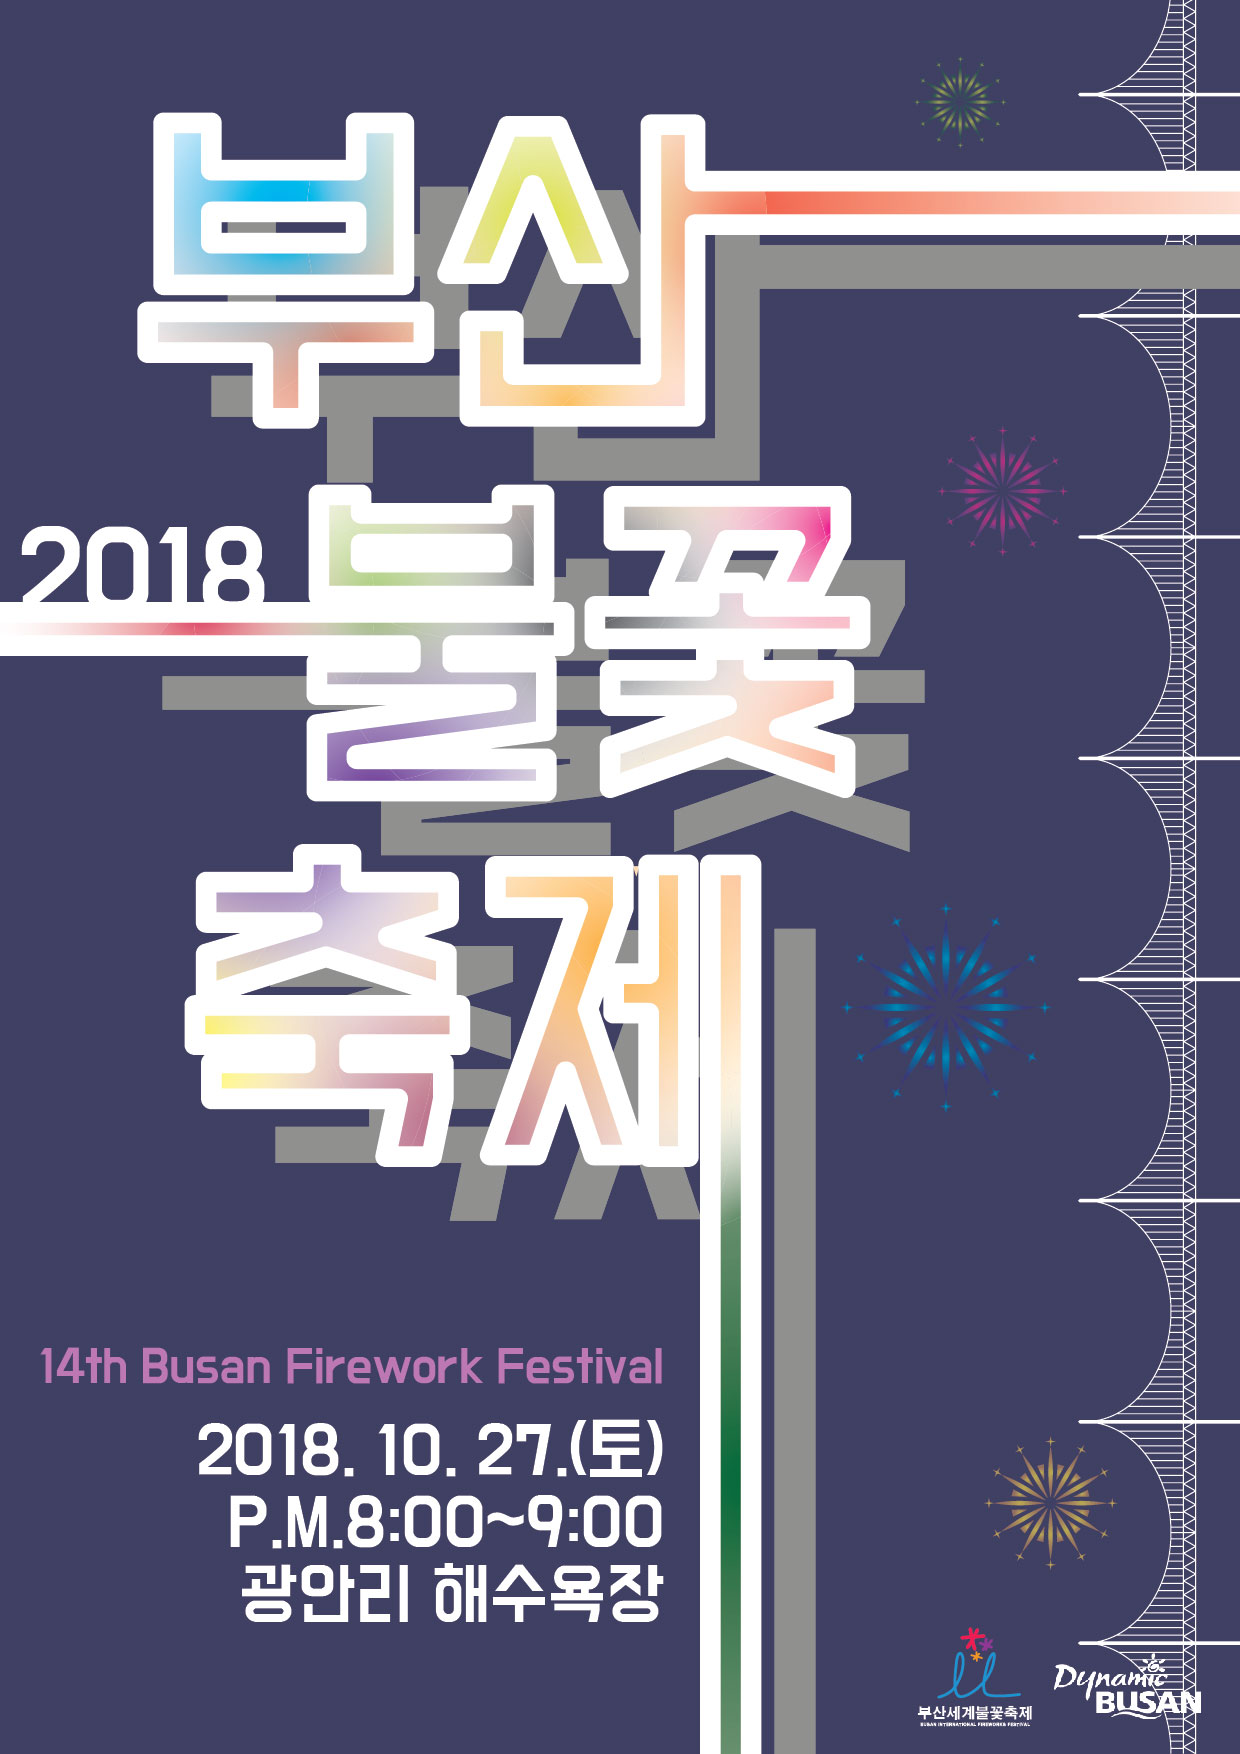 부산
2018 불꽃
축제
14th Busan Firework Festival
2018. 10. 27.(토)
P.M.8:00~9:00
광안리 해수욕장
부산세계불꽃축제
BUSAN INTERNATIONAL FIREWORKS FESTIVAL
Dynamic
BUSAN